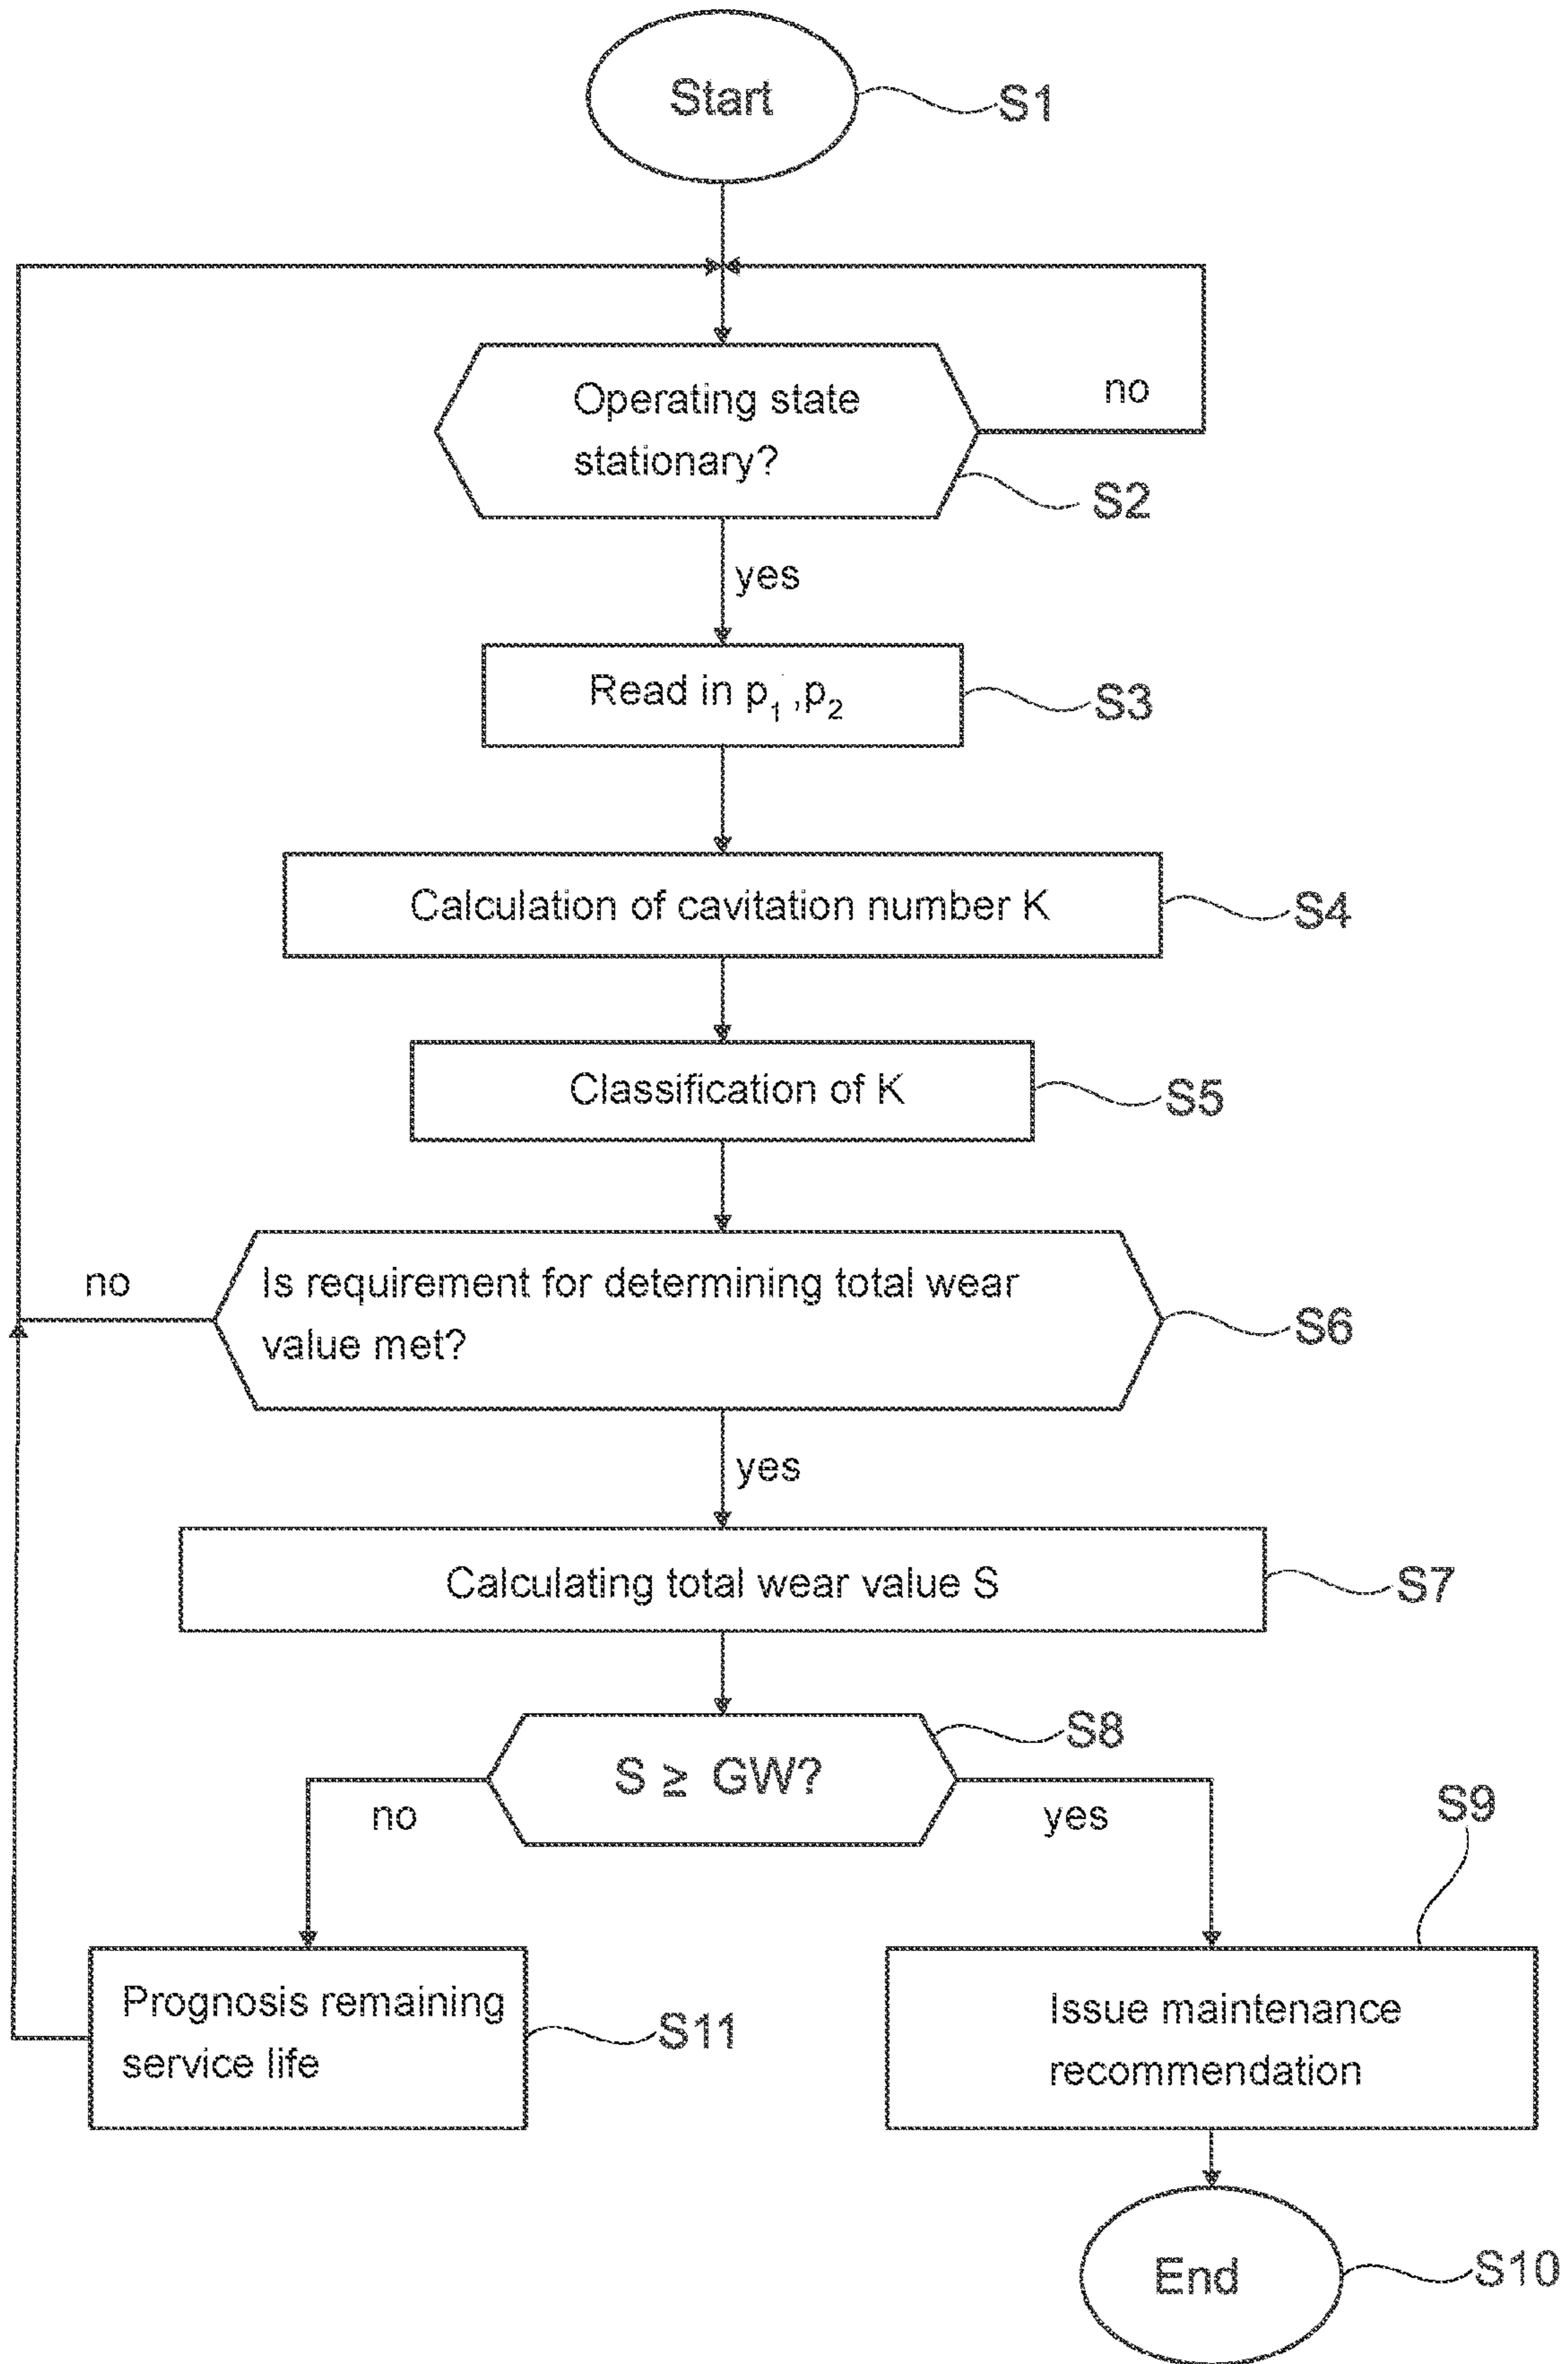 Start
S1
Operating state
stationary?
no
S2
yes
Read in p₁,p₂
S3
Calculation of cavitation number K
S4
Classification of K
S5
Is requirement for determining total wear
value met?
no
S6
yes
Calculating total wear value S
S7
S ≥ GW?
S8
no
yes
S9
Prognosis remaining
service life
S11
Issue maintenance
recommendation
End
S10